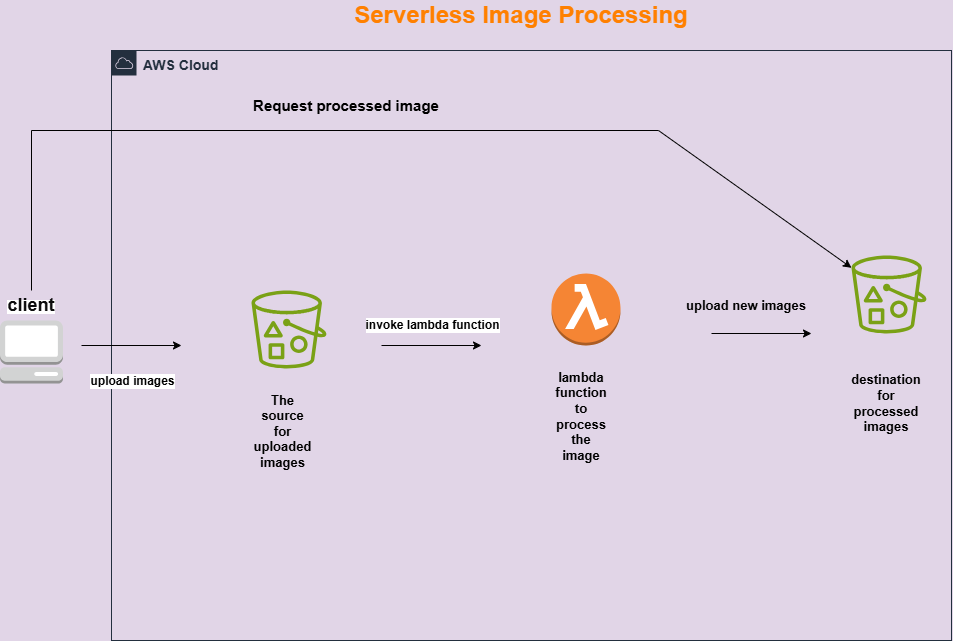 Serverless Image Processing
AWS Cloud
Request processed image
client
upload images
The
source
for
uploaded
images
invoke lambda function
lambda
function
to
process
the
image
upload new images
destination
for
processed
images